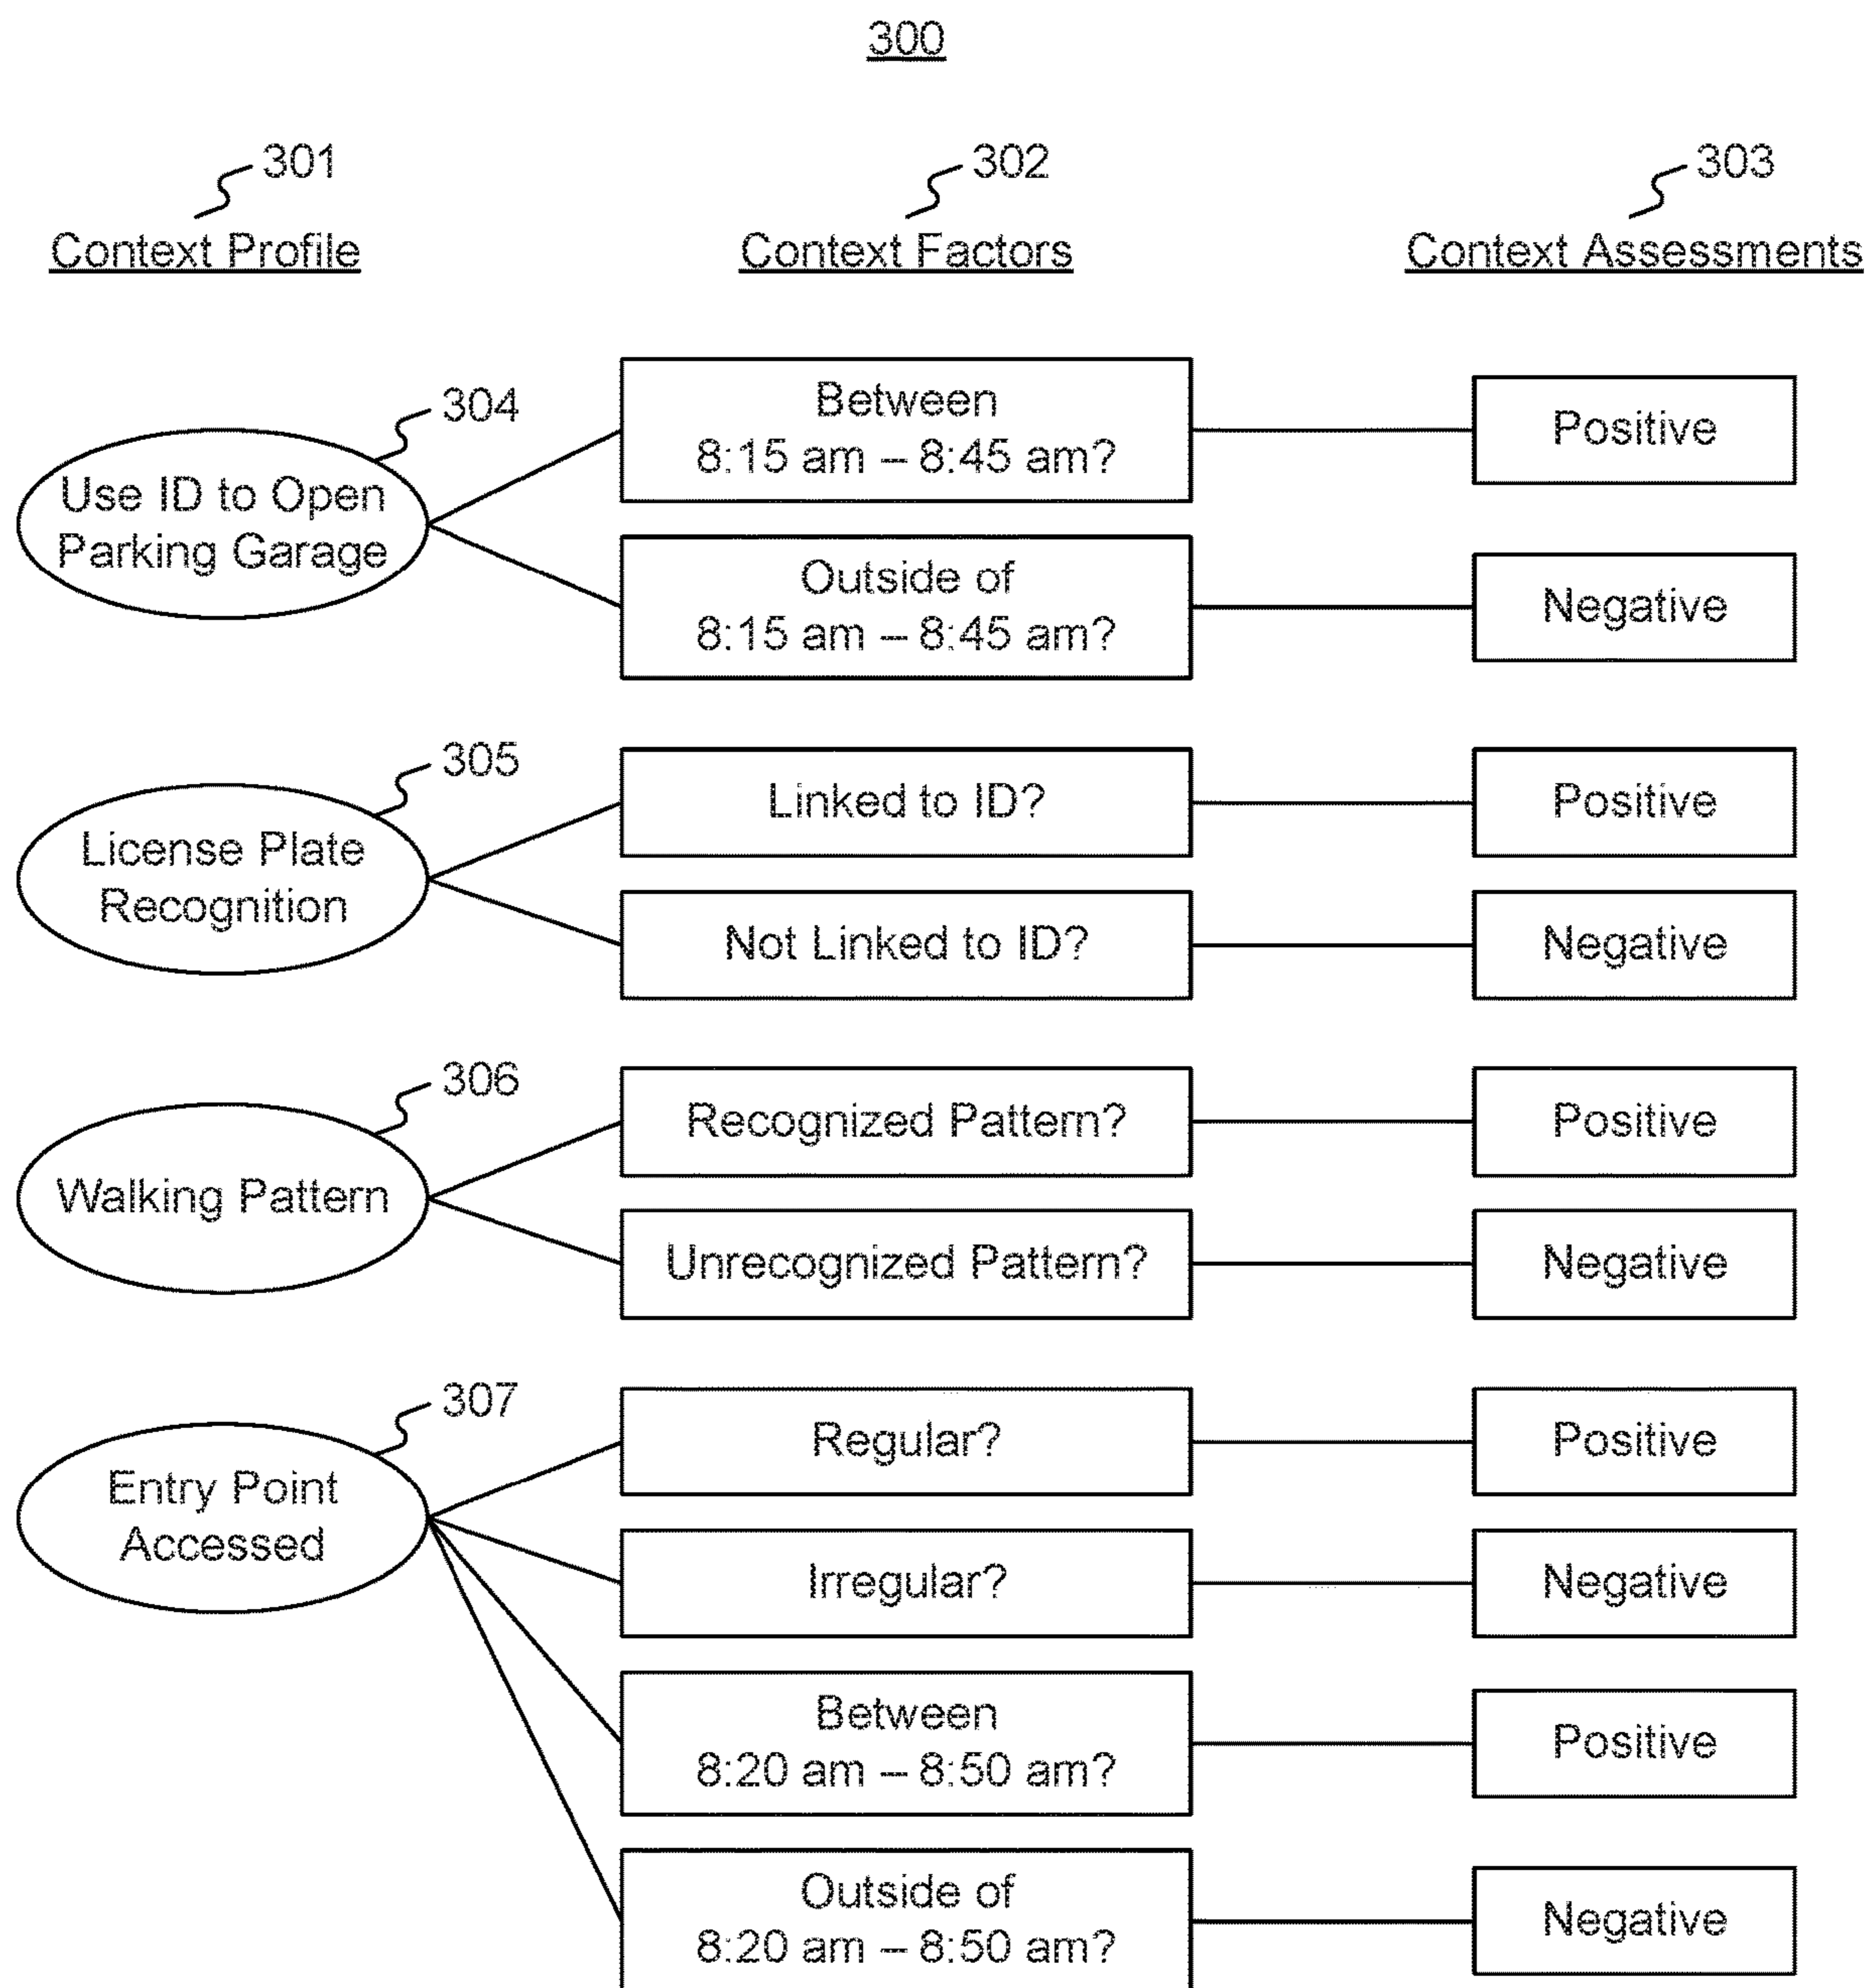 300
301
302
303
Context Profile
Context Factors
Context Assessments
304
Use ID to Open
Parking Garage
Between
8:15 am – 8:45 am?
Positive
Outside of
8:15 am – 8:45 am?
Negative
305
License Plate
Recognition
Linked to ID?
Positive
Not Linked to ID?
Negative
306
Walking Pattern
Recognized Pattern?
Positive
Unrecognized Pattern?
Negative
307
Entry Point
Accessed
Regular?
Positive
Irregular?
Negative
Between
8:20 am – 8:50 am?
Positive
Outside of
8:20 am – 8:50 am?
Negative